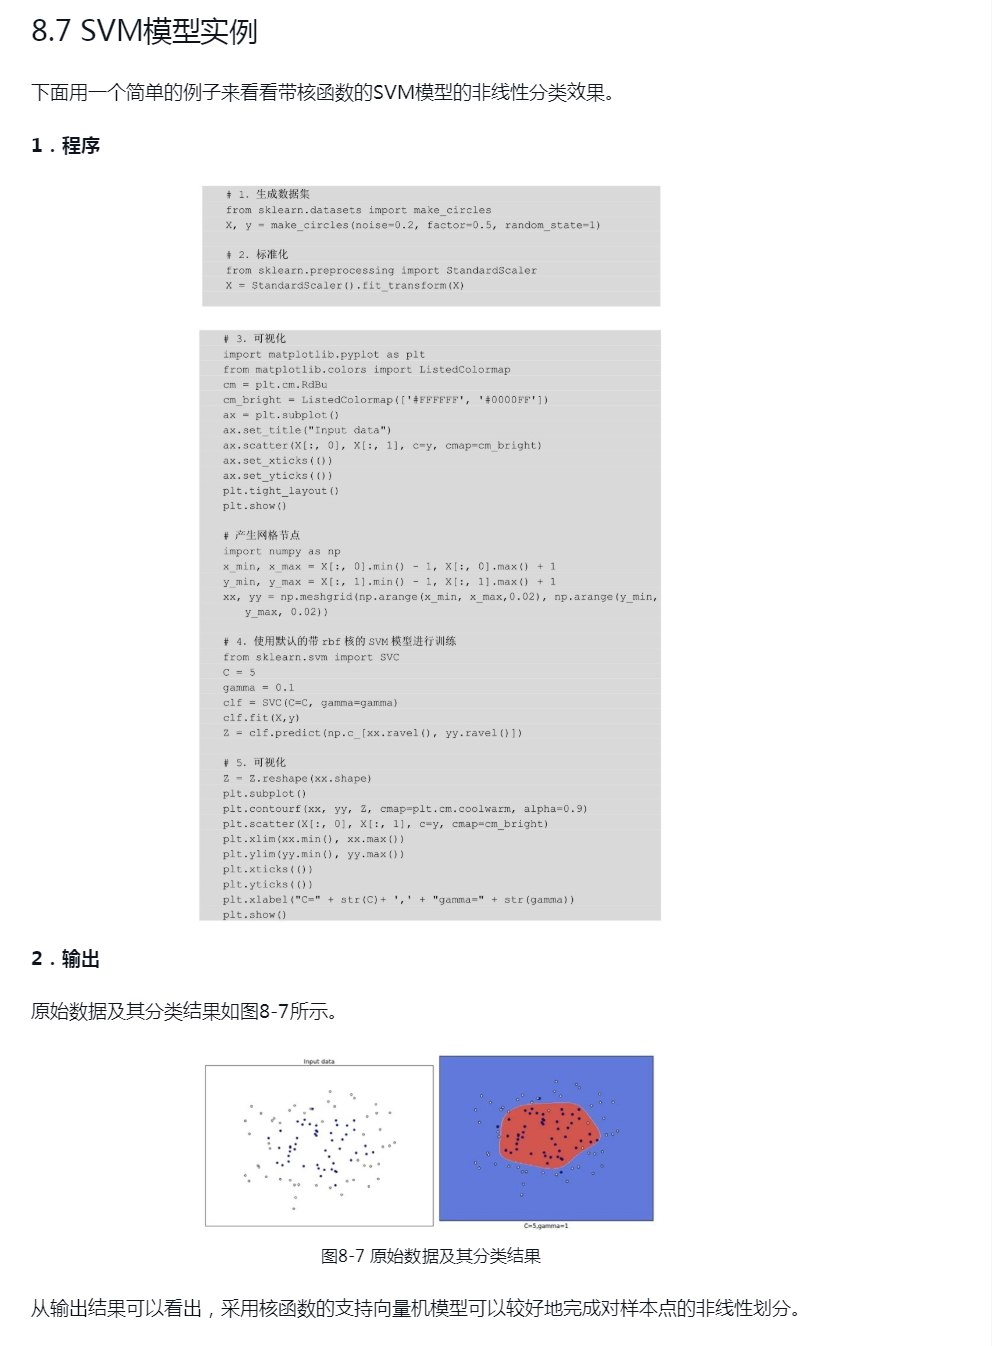 8.7 SVM模型实例
下面用一个简单的例子来看看带核函数的SVM模型的非线性分类效果。
1．程序
# 1. 生成数据集
from sklearn.datasets import make_circles
X, y = make_circles(noise=0.2, factor=0.5, random_state=1)
# 2. 标准化
from sklearn.preprocessing import StandardScaler
X = StandardScaler().fit_transform(X)
# 3. 可视化
import matplotlib.pyplot as plt
from matplotlib.colors import ListedColormap
cm = plt.cm.RdBu
cm_bright = ListedColormap(['#FFFFFF', '#0000FF'])
ax = plt.subplot()
ax.set_title("Input data")
ax.scatter(X[:, 0], X[:, 1], c=y, cmap=cm_bright)
ax.set_xticks(())
ax.set_yticks(())
plt.tight_layout()
plt.show()
# 产生网格节点
import numpy as np
x_min, x_max = X[:, 0].min() - 1, X[:, 0].max() + 1
y_min, y_max = X[:, 1].min() - 1, X[:, 1].max() + 1
xx, yy = np.meshgrid(np.arange(x_min, x_max,0.02), np.arange(y_min,
y_max, 0.02))
# 4. 使用默认的带 rbf 核的 SVM 模型进行训练
from sklearn.svm import SVC
C = 5
gamma = 0.1
clf = SVC(C=C, gamma=gamma)
clf.fit(X,y)
Z = clf.predict(np.c_[xx.ravel(), yy.ravel()])
# 5. 可视化
Z = Z.reshape(xx.shape)
plt.subplot()
plt.contourf(xx, yy, Z, cmap=plt.cm.coolwarm, alpha=0.9)
plt.scatter(X[:, 0], X[:, 1], c=y, cmap=cm_bright)
plt.xlim(xx.min(), xx.max())
plt.ylim(yy.min(), yy.max())
plt.xticks(())
plt.yticks(())
plt.xlabel("C=" + str(C)+ ',' + "gamma=" + str(gamma))
plt.show()
2．输出
原始数据及其分类结果如图8-7所示。
Input data
C=5,gamma=1
图8-7 原始数据及其分类结果
从输出结果可以看出，采用核函数的支持向量机模型可以较好地完成对样本点的非线性划分。